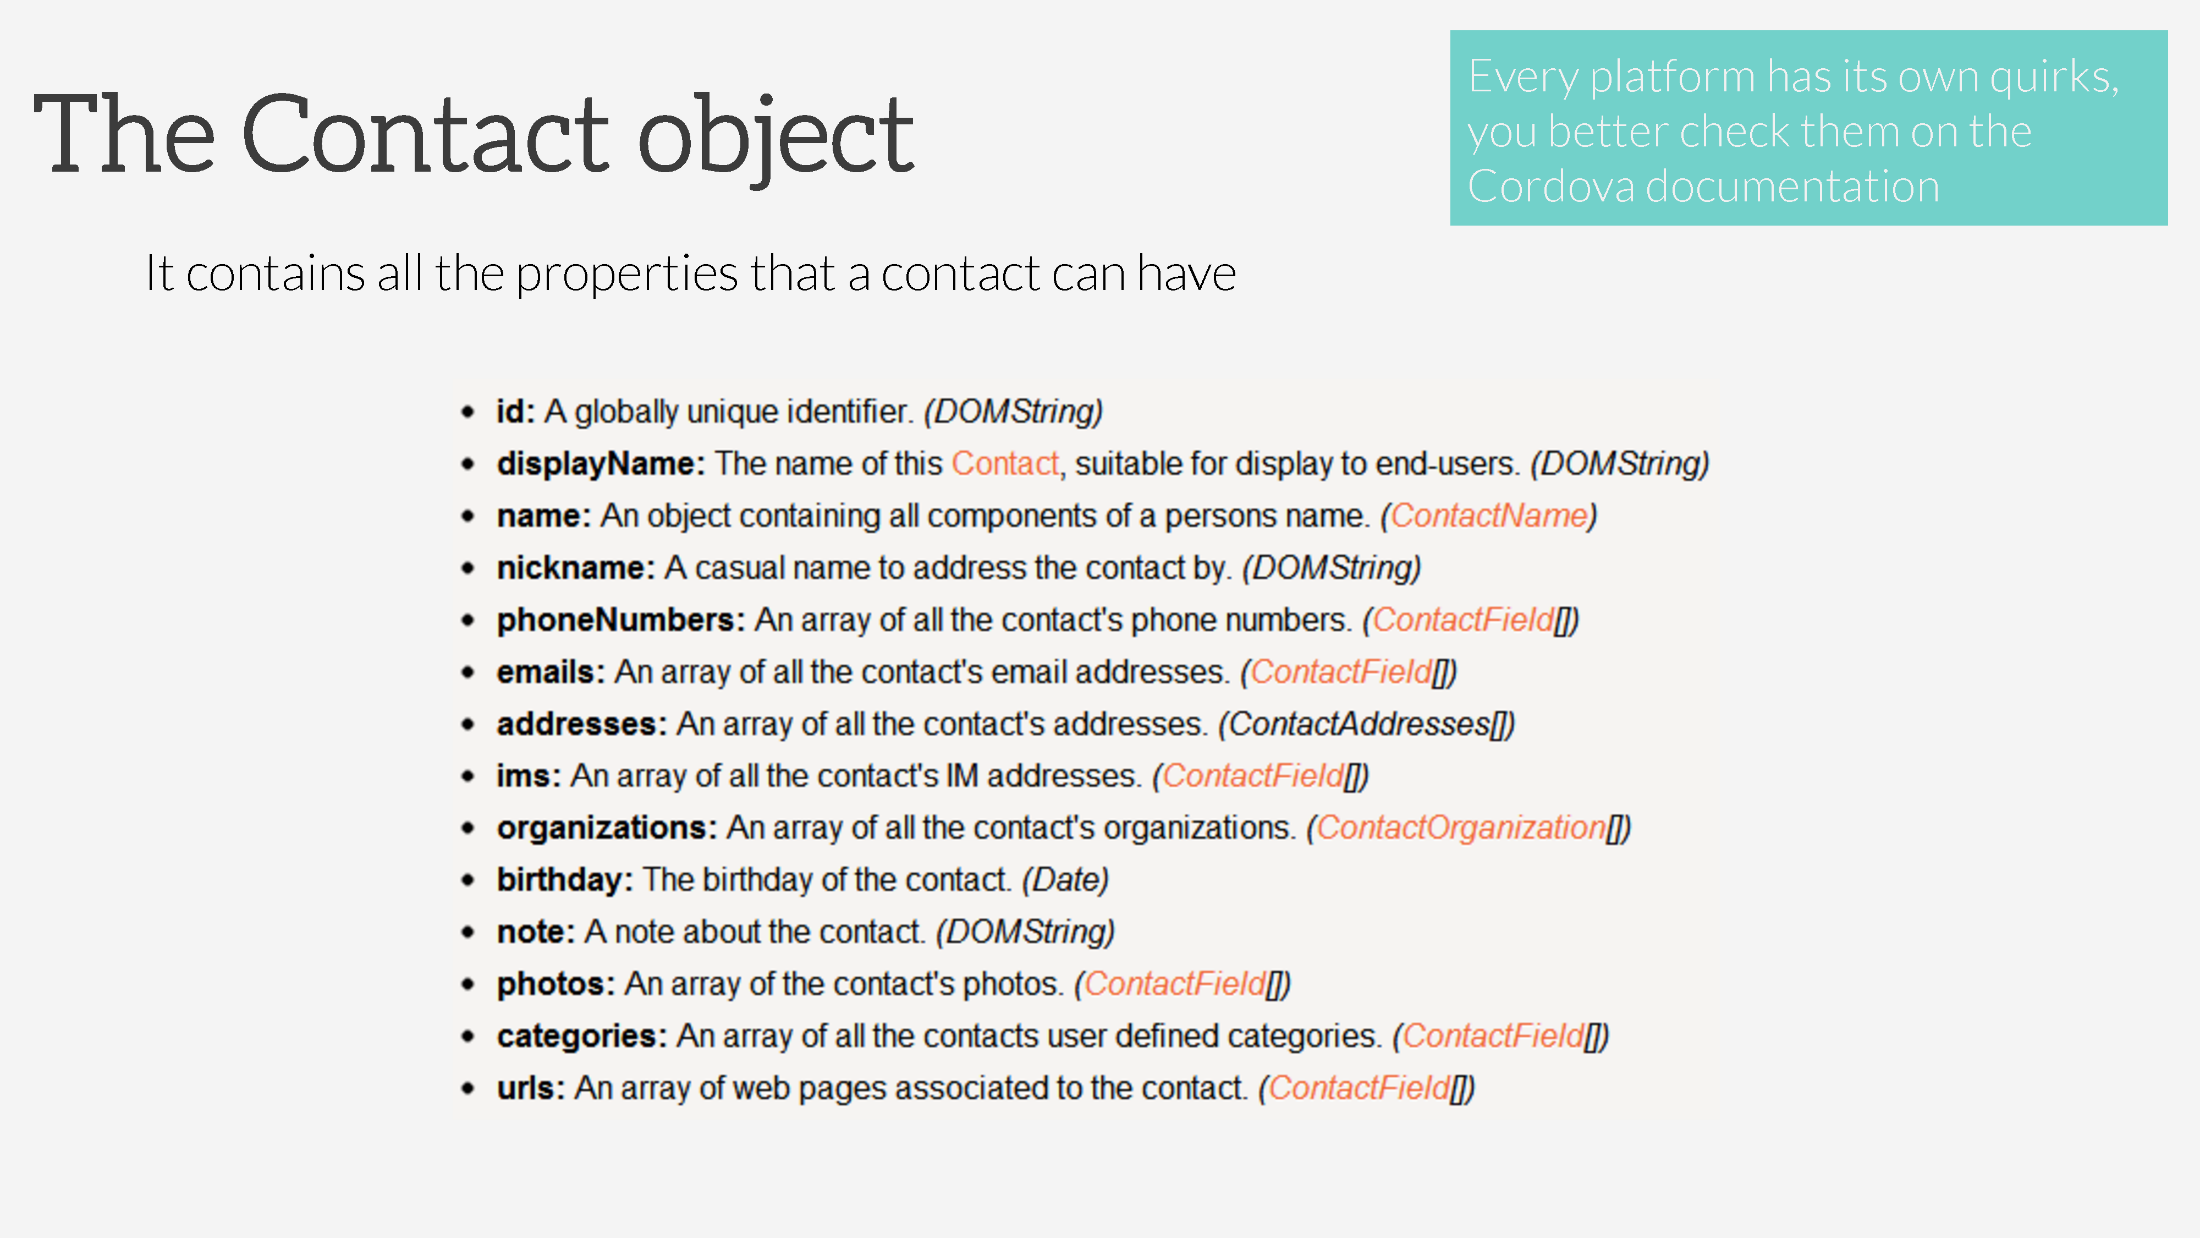 The Contact object
Every platform has its own quirks,
you better check them on the
Cordova documentation
It contains all the properties that a contact can have
• id: A globally unique identifier. (DOMString)
• displayName: The name of this Contact, suitable for display to end-users. (DOMString)
• name: An object containing all components of a persons name. (ContactName)
• nickname: A casual name to address the contact by. (DOMString)
• phoneNumbers: An array of all the contact's phone numbers. (ContactField[])
• emails: An array of all the contact's email addresses. (ContactField[])
• addresses: An array of all the contact's addresses. (ContactAddresses[])
• ims: An array of all the contact's IM addresses. (ContactField[])
• organizations: An array of all the contact's organizations. (ContactOrganization[])
• birthday: The birthday of the contact. (Date)
• note: A note about the contact. (DOMString)
• photos: An array of the contact's photos. (ContactField[])
• categories: An array of all the contacts user defined categories. (ContactField[])
• urls: An array of web pages associated to the contact. (ContactField[])